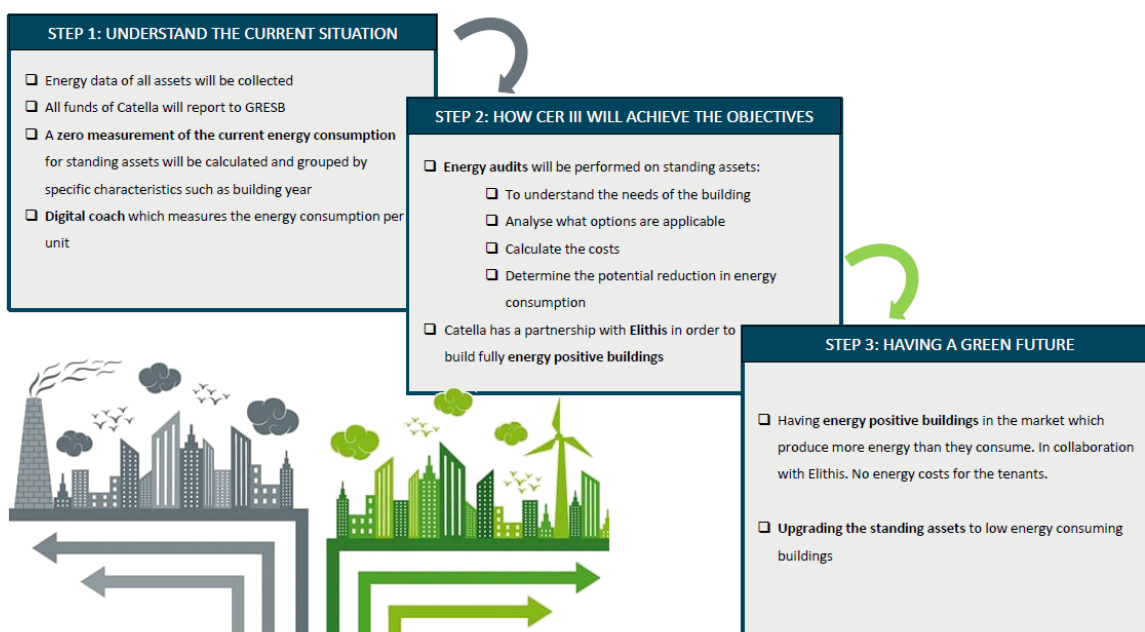 STEP 1: UNDERSTAND THE CURRENT SITUATION
Energy data of all assets will be collected
All funds of Catella will report to GRESB
A zero measurement of the current energy consumption
for standing assets will be calculated and grouped by
specific characteristics such as building year
Digital coach which measures the energy consumption per
unit
STEP 2: HOW CER III WILL ACHIEVE THE OBJECTIVES
Energy audits will be performed on standing assets:
To understand the needs of the building
Analyse what options are applicable
Calculate the costs
Determine the potential reduction in energy
consumption
Catella has a partnership with Elithis in order to
build fully energy positive buildings
STEP 3: HAVING A GREEN FUTURE
Having energy positive buildings in the market which
produce more energy than they consume. In collaboration
with Elithis. No energy costs for the tenants.
Upgrading the standing assets to low energy consuming
buildings